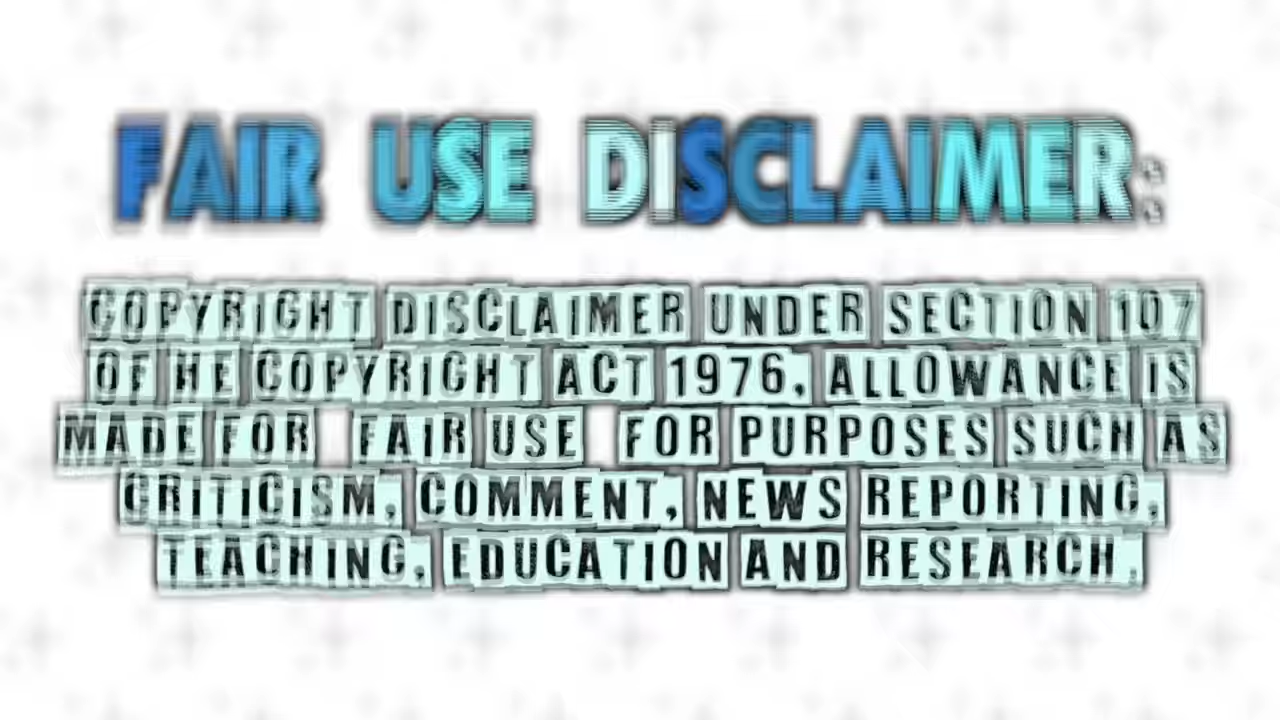 FAIR USE DISCLAIMER:
COPYRIGHT DISCLAIMER UNDER SECTION 107
OF HE COPYRIGHT ACT 1976, ALLOWANCE IS
MADE FOR FAIR USE FOR PURPOSES SUCH AS
CRITICISM, COMMENT, NEWS REPORTING,
TEACHING, EDUCATION AND RESEARCH.